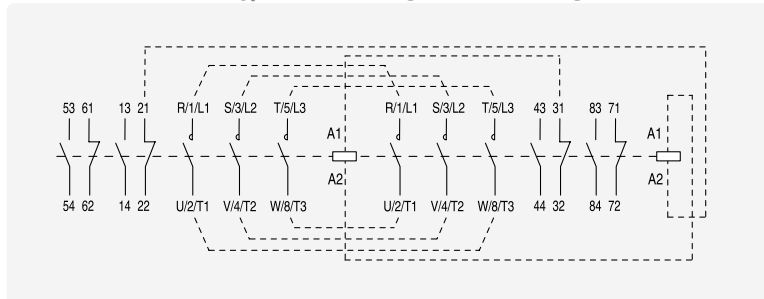 53 61 13 21 R/1/L1 S/3/L2 T/5/L3 R/1/L1 S/3/L2 T/5/L3 43 31 83 71
A1 A1
A2 A2
54 62 14 22 U/2/T1 V/4/T2 W/8/T3 U/2/T1 V/4/T2 W/8/T3 44 32 84 72